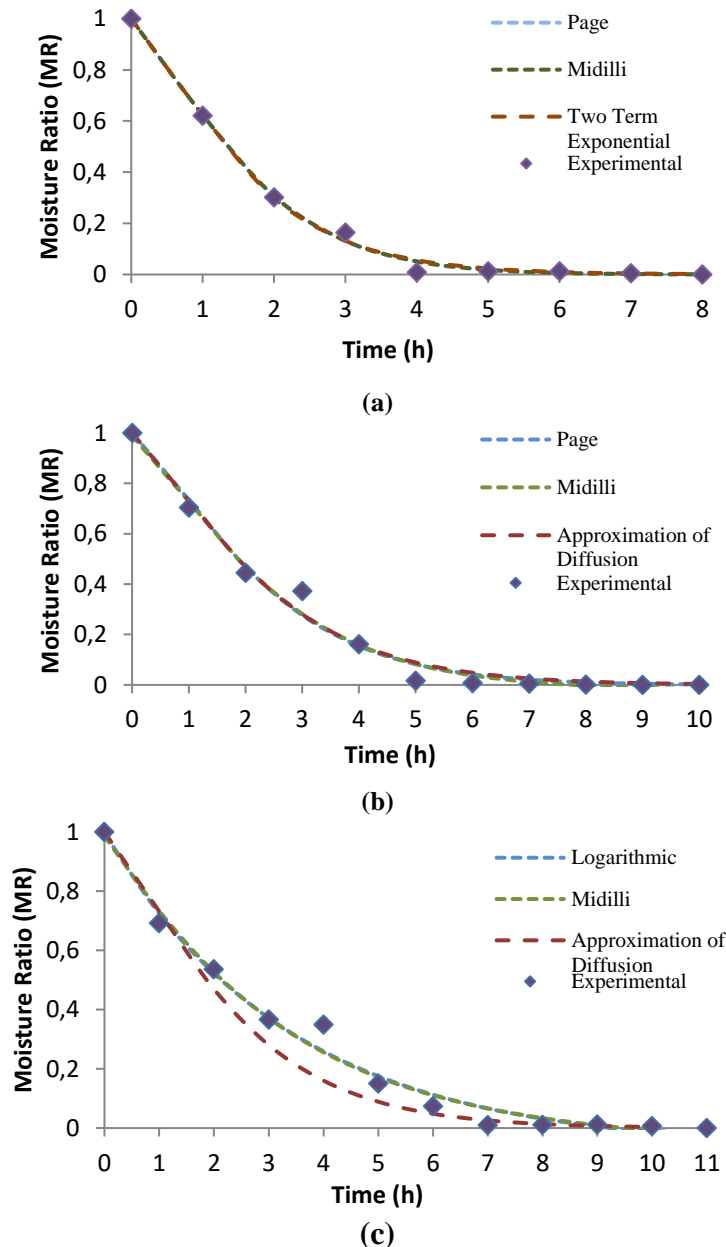 Moisture Ratio (MR)
1
0,8
0,6
0,4
0,2
0
0 1 2 3 4 5 6 7 8
Time (h)
Page
Midilli
Two Term
Exponential
Experimental
(a)
Moisture Ratio (MR)
1
0,8
0,6
0,4
0,2
0
0 1 2 3 4 5 6 7 8 9 10
Time (h)
Page
Midilli
Approximation of
Diffusion
Experimental
(b)
Moisture Ratio (MR)
1
0,8
0,6
0,4
0,2
0
0 1 2 3 4 5 6 7 8 9 10 11
Time (h)
Logarithmic
Midilli
Approximation of
Diffusion
Experimental
(c)